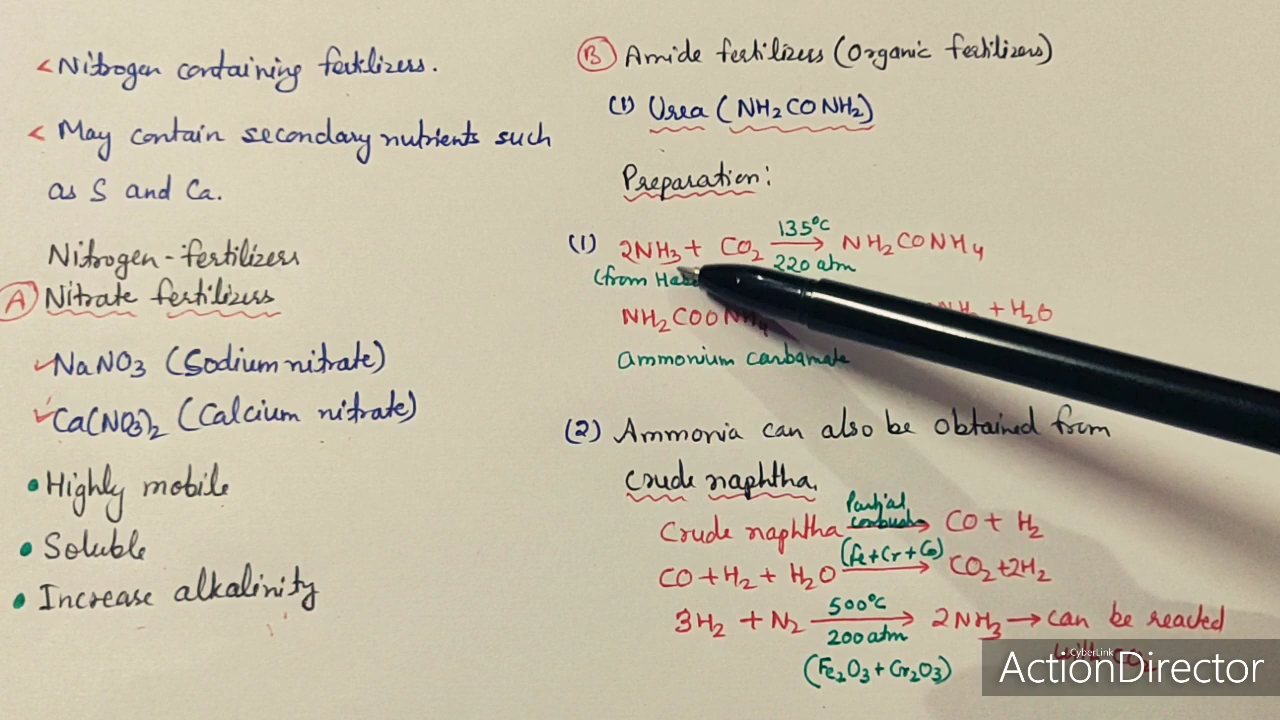 <Nitrogen containing fertilizers.
< May contain secondary nutrients such
as S and Ca.
Nitrogen-fertilizers
A Nitrate fertilizers
✓NaNO3 (Sodium nitrate)
✓Ca(NO3)2 (Calcium nitrate)
• Highly mobile
• Soluble
• Increase alkalinity
B Amide fertilizers (Organic fertilizers)
(1) Urea (NH2CONH2)
Preparation:
(1) 2NH3 + CO2 135°C → 220 atm NH2CONH4
(from
NH2COONH4 + H2O
ammonium carbamate
(2) Ammonia can also be obtained from
crude naphtha.
Crude naphtha Partial → CO + H2
CO + H2 + H2O (Fe+Cr+Co) → CO2+2H2
3H2 + N2 500°C → 200 atm 2NH3 → can be reacted
(Fe2O3 + Cr2O3)
CyberLink
ActionDirector